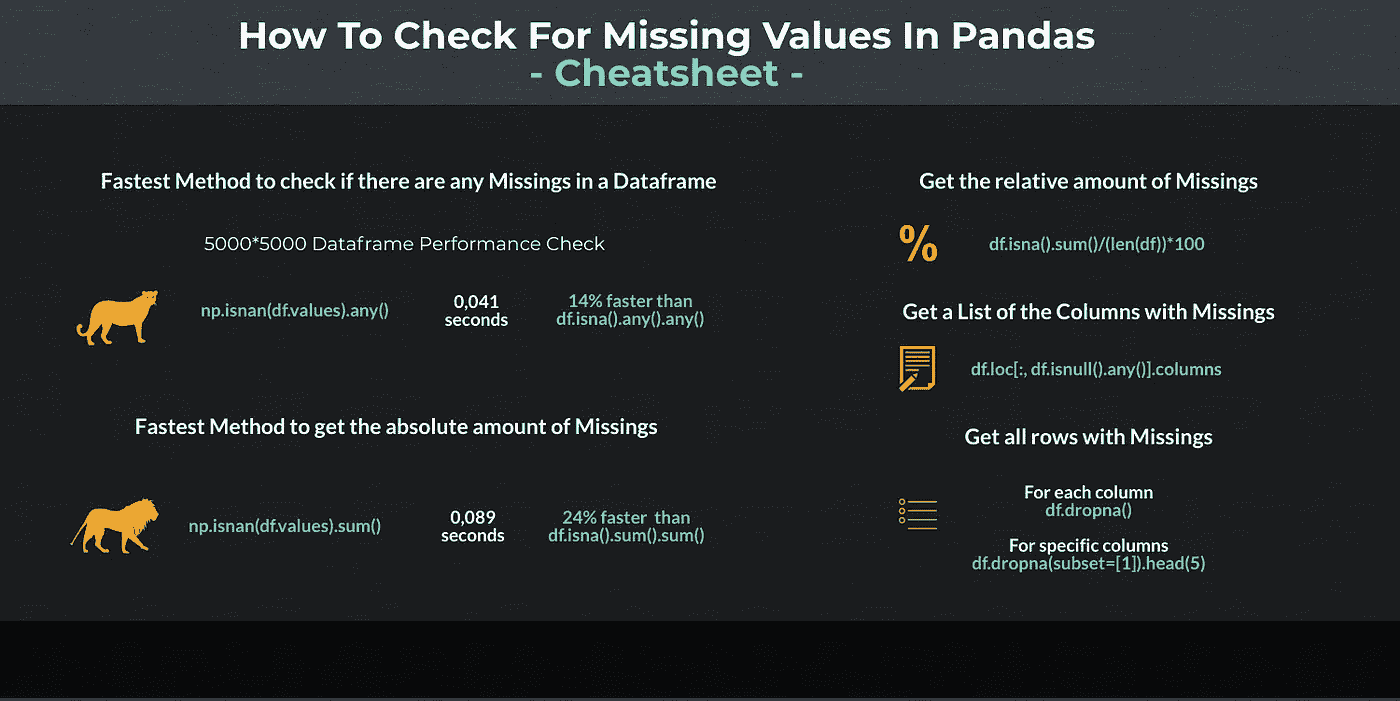 How To Check For Missing Values In Pandas
- Cheatsheet -
Fastest Method to check if there are any Missings in a Dataframe
5000*5000 Dataframe Performance Check
np.isnan(df.values).any()
0,041
seconds
14% faster than
df.isna().any().any()
Fastest Method to get the absolute amount of Missings
np.isnan(df.values).sum()
0,089
seconds
24% faster than
df.isna().sum().sum()
Get the relative amount of Missings
%
df.isna().sum()/(len(df))*100
Get a List of the Columns with Missings
df.loc[:, df.isnull().any()].columns
Get all rows with Missings
For each column
df.dropna()
For specific columns
df.dropna(subset=[1]).head(5)